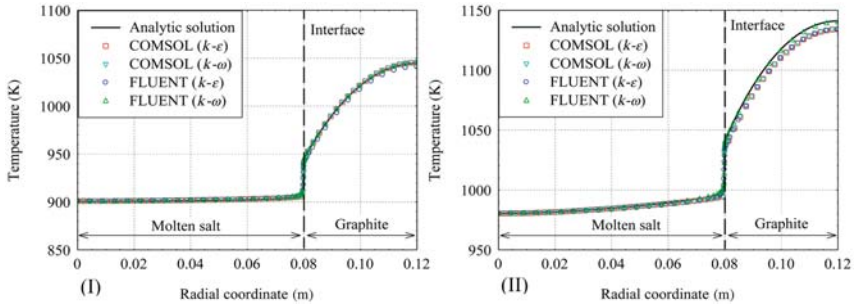 Analytic solution
COMSOL (k-ε)
COMSOL (k-ω)
FLUENT (k-ε)
FLUENT (k-ω)
Interface
Temperature (K)
1100
1050
1000
950
900
850
Molten salt
Graphite
0
0.02
0.04
0.06
0.08
0.10
0.12
(I)
Radial coordinate (m)
Analytic solution
COMSOL (k-ε)
COMSOL (k-ω)
FLUENT (k-ε)
FLUENT (k-ω)
Interface
Temperature (K)
1150
1100
1050
1000
950
Molten salt
Graphite
0
0.02
0.04
0.06
0.08
0.10
0.12
(II)
Radial coordinate (m)